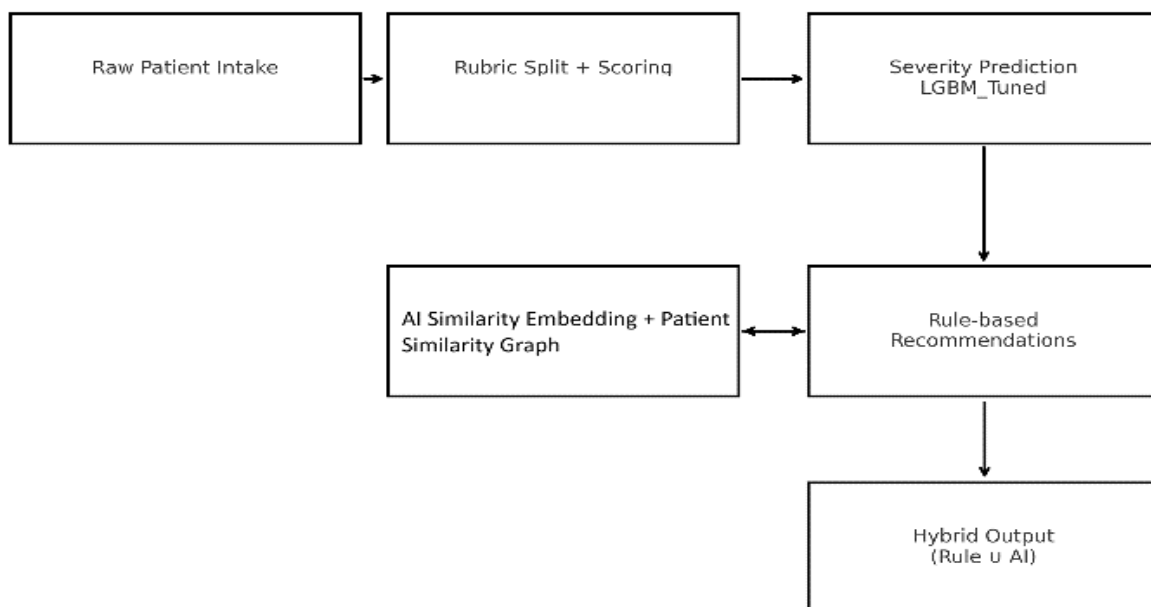 Raw Patient Intake
Rubric Split + Scoring
Severity Prediction
LGBM_Tuned
AI Similarity Embedding + Patient
Similarity Graph
Rule-based
Recommendations
Hybrid Output
(Rule ∪ AI)